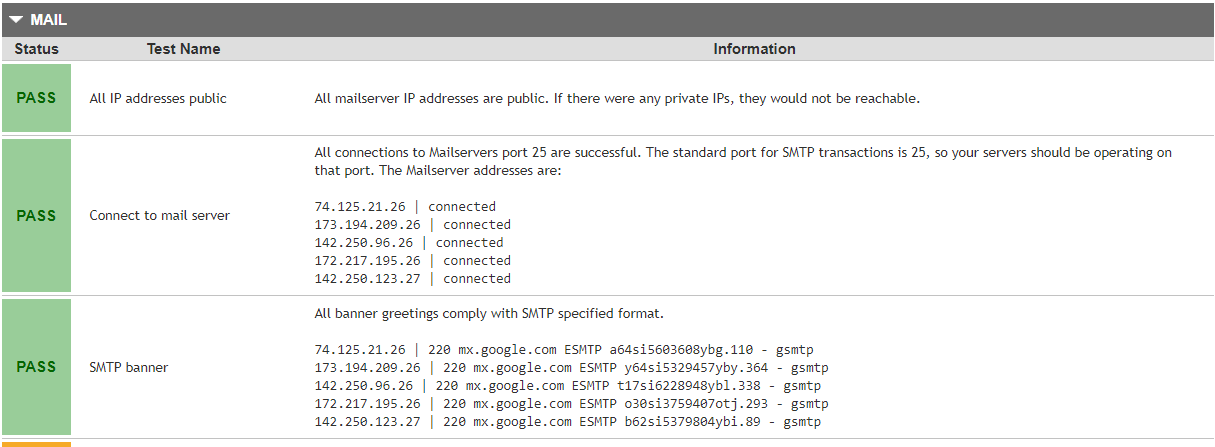 MAIL
Status Test Name Information
PASS All IP addresses public All mailserver IP addresses are public. If there were any private IPs, they would not be reachable.
All connections to Mailservers port 25 are successful. The standard port for SMTP transactions is 25, so your servers should be operating on
that port. The Mailserver addresses are:
74.125.21.26 | connected
PASS Connect to mail server
173.194.209.26 | connected
142.250.96.26 | connected
172.217.195.26 | connected
142.250.123.27 | connected
All banner greetings comply with SMTP specified format.
74.125.21.26 | 220 mx.google.com ESMTP a64si5603608ybg.110 - gsmtp
PASS SMTP banner 173.194.209.26 | 220 mx.google.com ESMTP y64si5329457yby.364 - gsmtp
142.250.96.26 | 220 mx.google.com ESMTP t17si6228948ybl.338 - gsmtp
172.217.195.26 | 220 mx.google.com ESMTP o30si3759407otj.293 - gsmtp
142.250.123.27 | 220 mx.google.com ESMTP b62si5379804ybi.89 - gsmtp